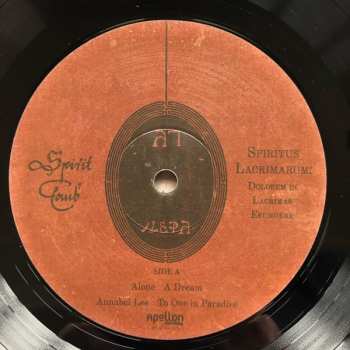 Spirit
Tomb
Spiritus
Lacrimarum:
Dolorem in
Lacrimas
Effundere
SIDE A
Alone A Dream
Annabel Lee To One in Paradise
apollon